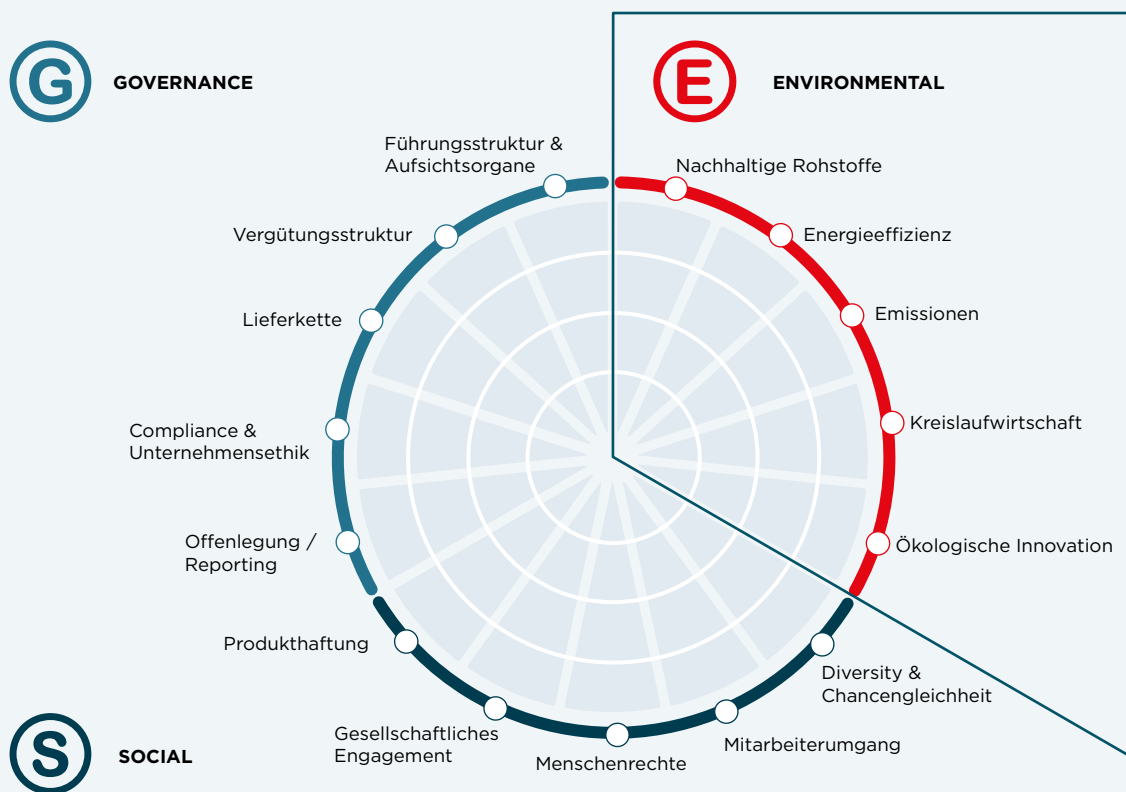 G
GOVERNANCE
E
ENVIRONMENTAL
Führungsstruktur &
Aufsichtsorgane
Vergütungsstruktur
Lieferkette
Compliance &
Unternehmensethik
Offenlegung /
Reporting
Nachhaltige Rohstoffe
Energieeffizienz
Emissionen
Kreislaufwirtschaft
Ökologische Innovation
Produkthaftung
Gesellschaftliches
Engagement
Menschenrechte
Mitarbeiterumgang
Diversity &
Chancengleichheit
S
SOCIAL